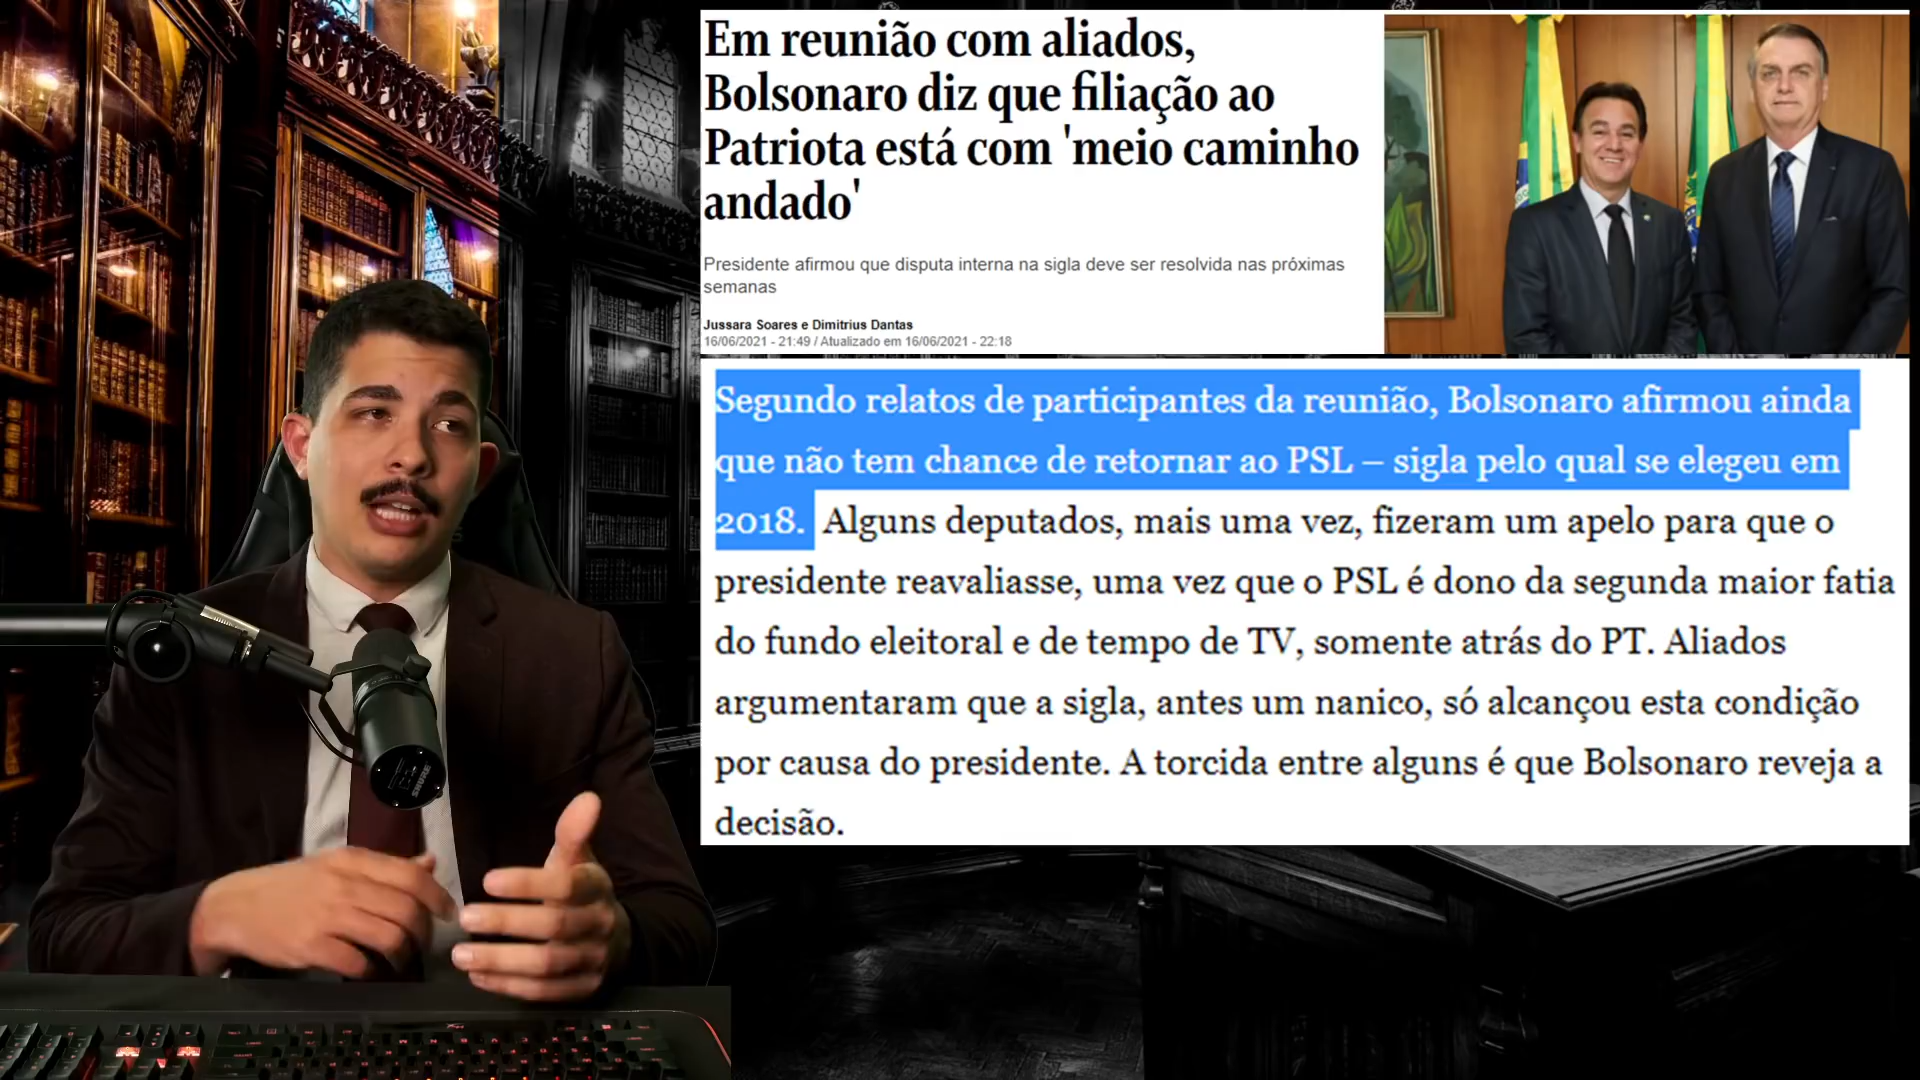 Em reunião com aliados,
Bolsonaro diz que filiação ao
Patriota está com 'meio caminho
andado'
Presidente afirmou que disputa interna na sigla deve ser resolvida nas próximas
semanas
Jussara Soares e Dimitrius Dantas
16/06/2021 - 21:49 / Atualizado em 16/06/2021 - 22:18
Segundo relatos de participantes da reunião, Bolsonaro afirmou ainda
que não tem chance de retornar ao PSL – sigla pelo qual se elegeu em
2018. Alguns deputados, mais uma vez, fizeram um apelo para que o
presidente reavaliasse, uma vez que o PSL é dono da segunda maior fatia
do fundo eleitoral e de tempo de TV, somente atrás do PT. Aliados
argumentaram que a sigla, antes um nanico, só alcançou esta condição
por causa do presidente. A torcida entre alguns é que Bolsonaro reveja a
decisão.
SHURE